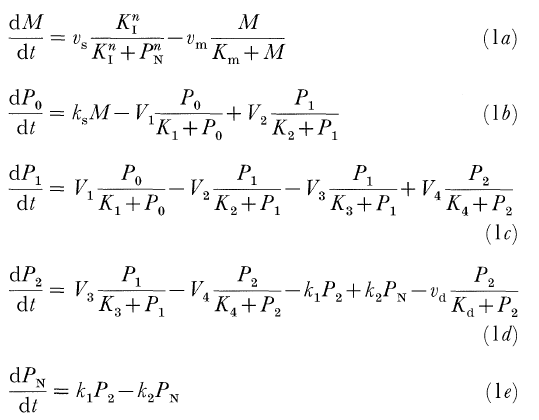 dM/dt = v_s K_I^n/(K_I^n + P_N^n) − v_m M/(K_m + M) (1a)
dP_0/dt = k_s M − V_1 P_0/(K_1 + P_0) + V_2 P_1/(K_2 + P_1) (1b)
dP_1/dt = V_1 P_0/(K_1 + P_0) − V_2 P_1/(K_2 + P_1) − V_3 P_1/(K_3 + P_1) + V_4 P_2/(K_4 + P_2)
(1c)
dP_2/dt = V_3 P_1/(K_3 + P_1) − V_4 P_2/(K_4 + P_2) − k_1 P_2 + k_2 P_N − v_d P_2/(K_d + P_2)
(1d)
dP_N/dt = k_1 P_2 − k_2 P_N (1e)